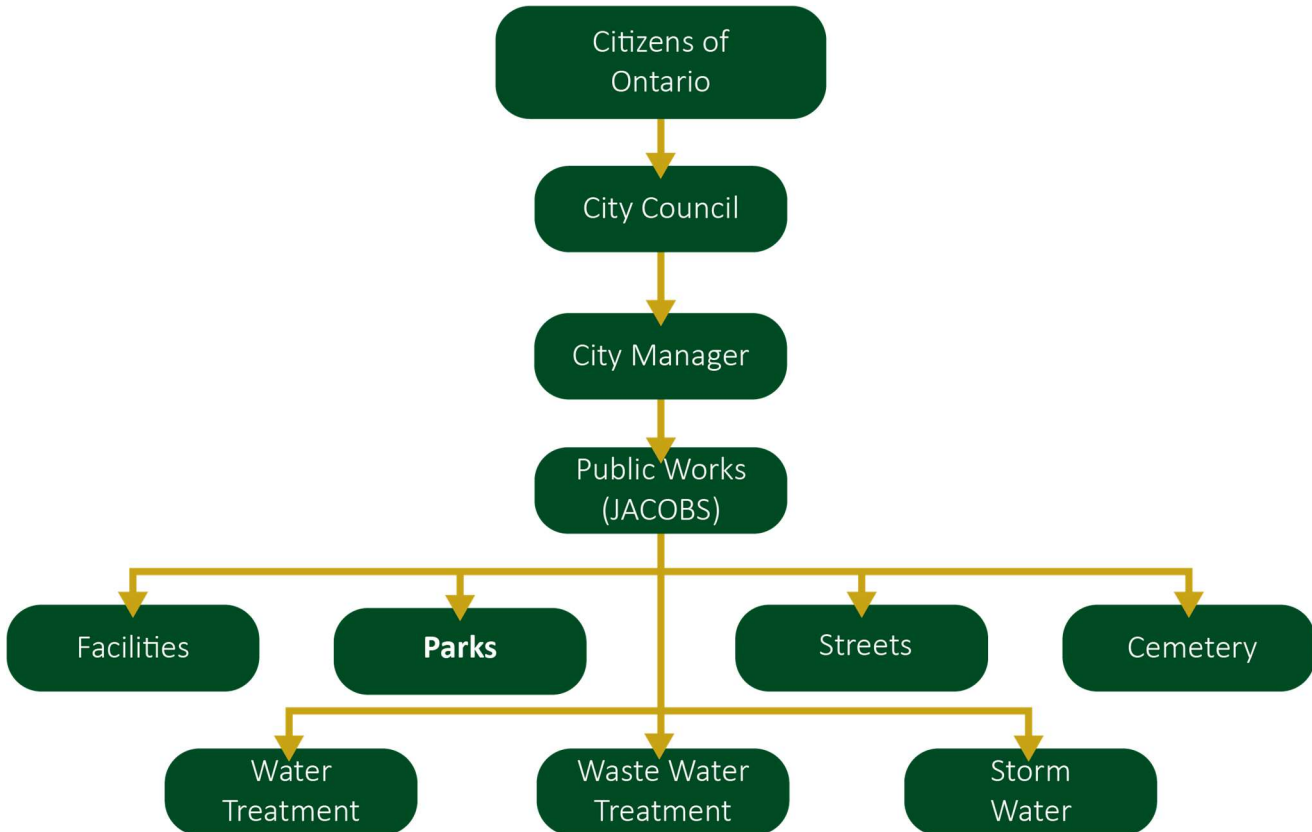 Citizens of
Ontario
City Council
City Manager
Public Works
(JACOBS)
Facilities
Parks
Streets
Cemetery
Water
Treatment
Waste Water
Treatment
Storm
Water